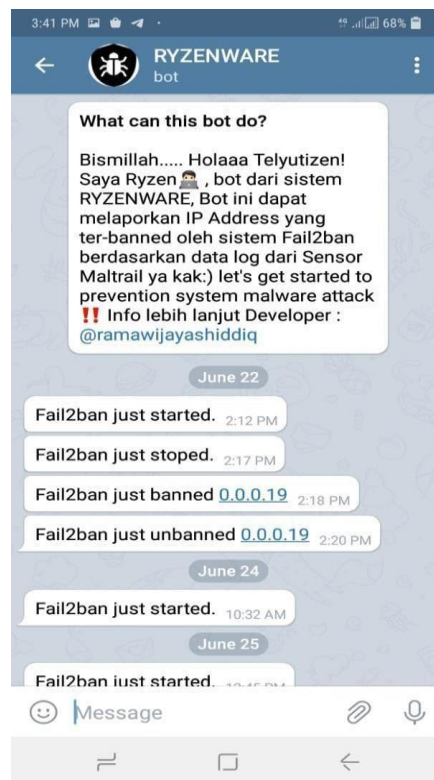 3:41 PM
68%
RYZENWARE
bot
What can this bot do?
Bismillah..... Holaaa Telyutizen!
Saya Ryzen👨🏻‍💻 , bot dari sistem
RYZENWARE, Bot ini dapat
melaporkan IP Address yang
ter-banned oleh sistem Fail2ban
berdasarkan data log dari Sensor
Maltrail ya kak:) let's get started to
prevention system malware attack
‼️ Info lebih lanjut Developer :
@ramawijayashiddiq
June 22
Fail2ban just started. 2:12 PM
Fail2ban just stoped. 2:17 PM
Fail2ban just banned 0.0.0.19 2:18 PM
Fail2ban just unbanned 0.0.0.19 2:20 PM
June 24
Fail2ban just started. 10:32 AM
June 25
Fail2ban just started.
Message